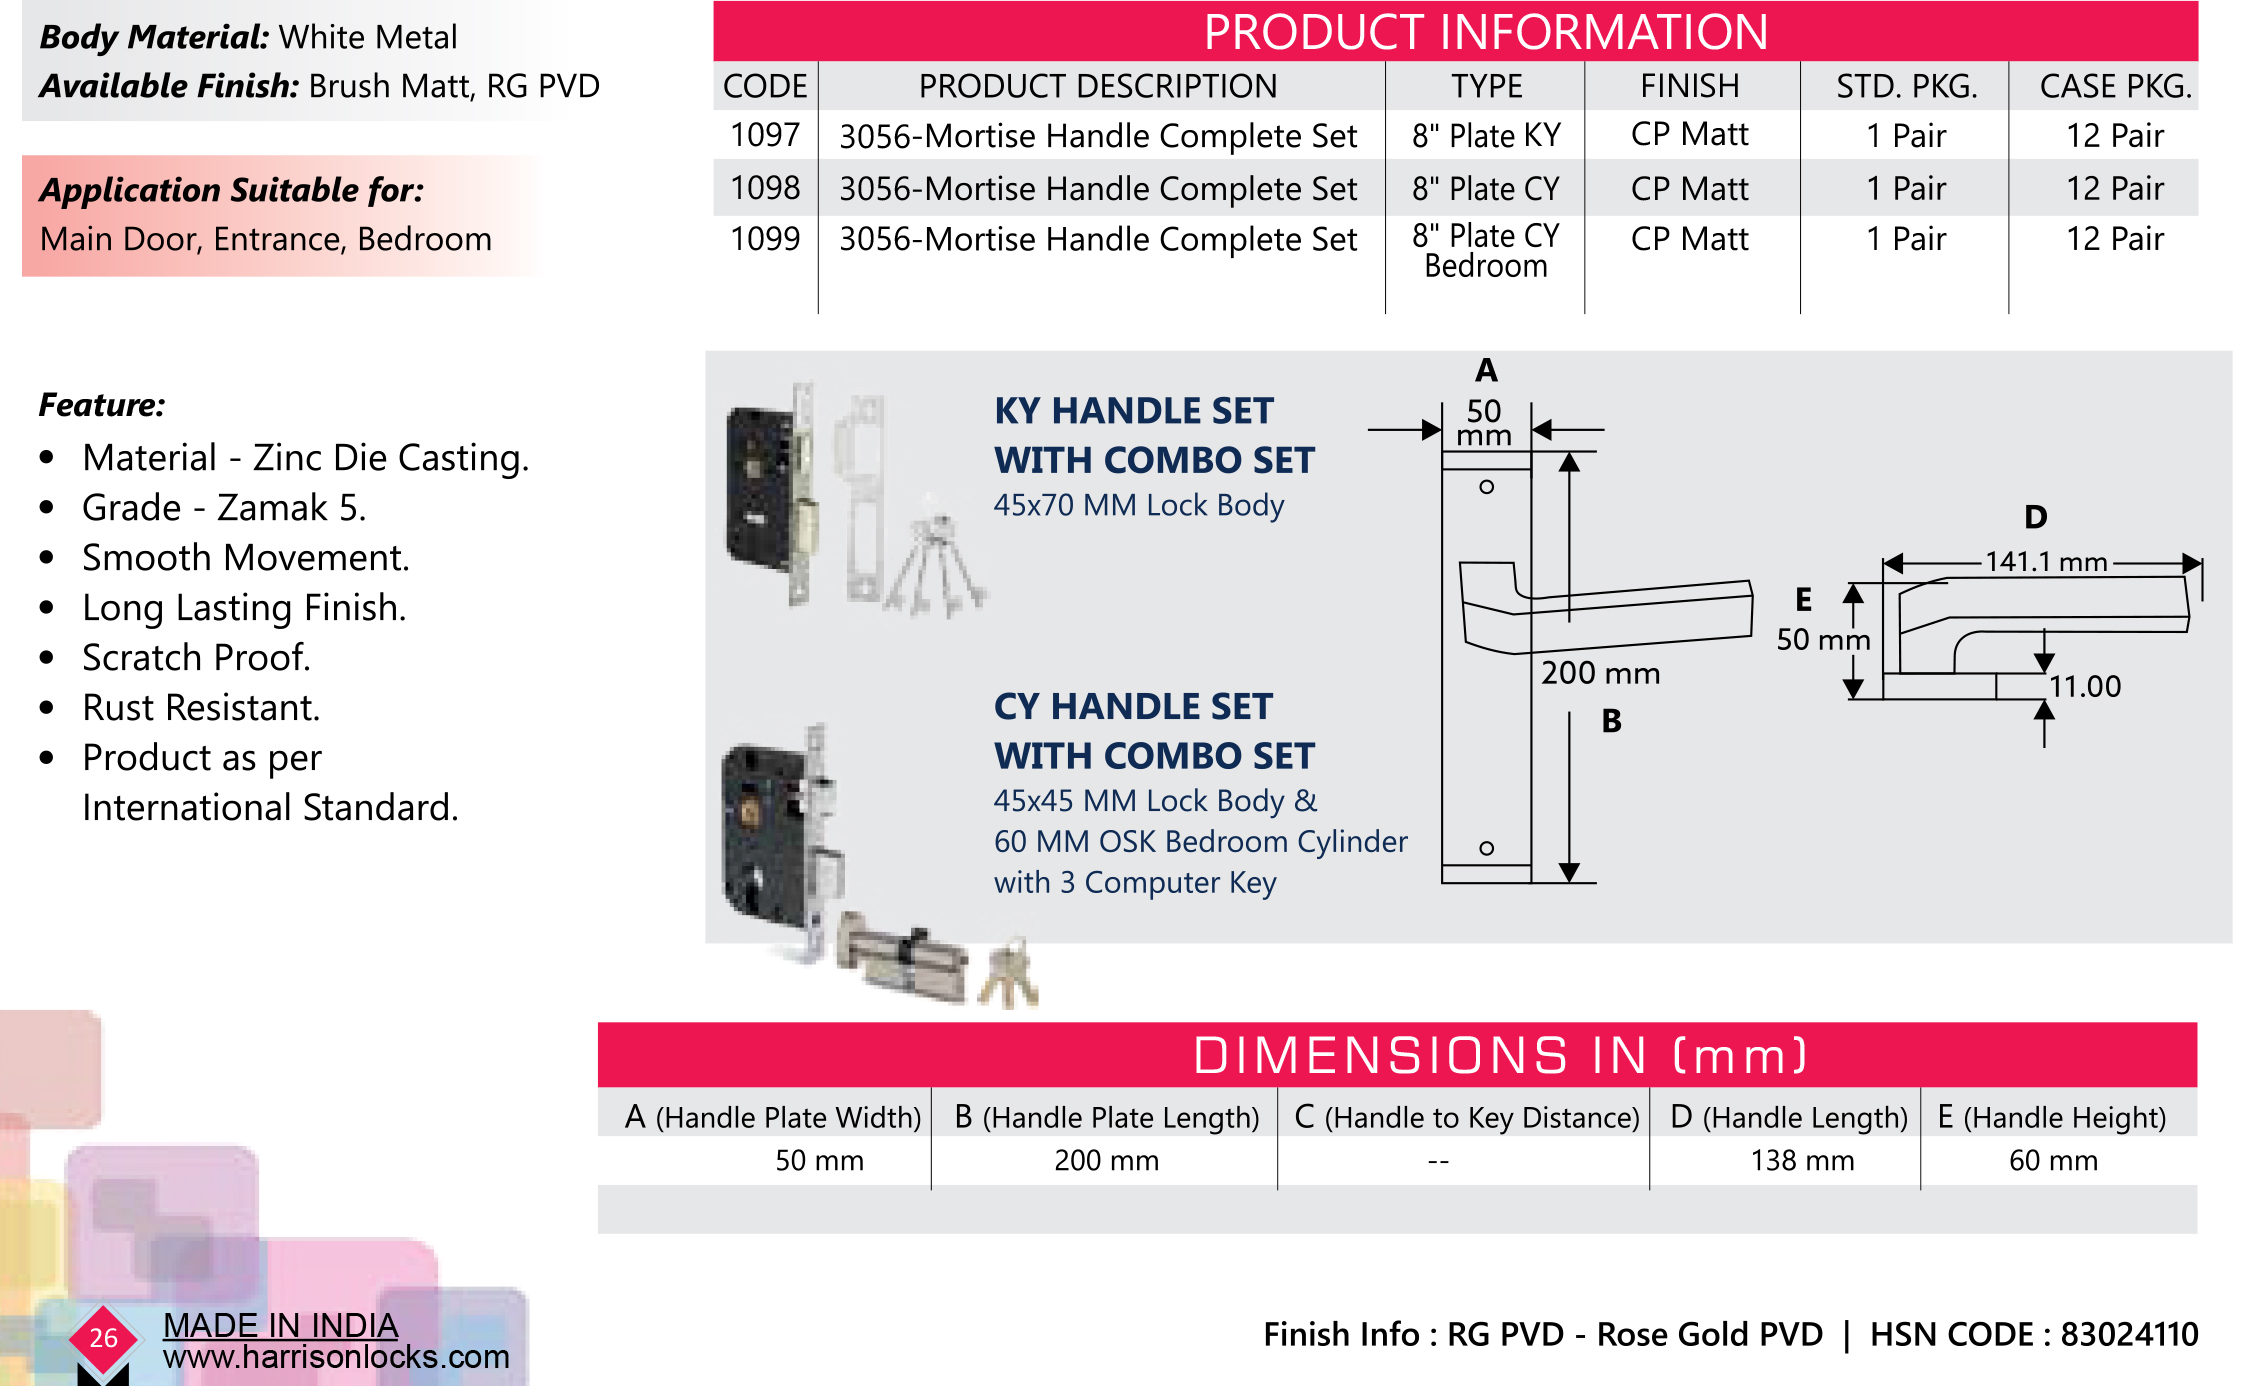 Body Material: White Metal
Available Finish: Brush Matt, RG PVD
Application Suitable for:
Main Door, Entrance, Bedroom
Feature:
• Material - Zinc Die Casting.
• Grade - Zamak 5.
• Smooth Movement.
• Long Lasting Finish.
• Scratch Proof.
• Rust Resistant.
• Product as per
International Standard.
PRODUCT INFORMATION
CODE PRODUCT DESCRIPTION TYPE FINISH STD. PKG. CASE PKG.
1097 3056-Mortise Handle Complete Set 8" Plate KY CP Matt 1 Pair 12 Pair
1098 3056-Mortise Handle Complete Set 8" Plate CY CP Matt 1 Pair 12 Pair
1099 3056-Mortise Handle Complete Set 8" Plate CY CP Matt 1 Pair 12 Pair
Bedroom
KY HANDLE SET
WITH COMBO SET
45x70 MM Lock Body
CY HANDLE SET
WITH COMBO SET
45x45 MM Lock Body &
60 MM OSK Bedroom Cylinder
with 3 Computer Key
A
50
mm
200 mm
B
D
141.1 mm
E
50 mm
11.00
DIMENSIONS IN (mm)
A (Handle Plate Width) B (Handle Plate Length) C (Handle to Key Distance) D (Handle Length) E (Handle Height)
50 mm 200 mm -- 138 mm 60 mm
26
MADE IN INDIA
www.harrisonlocks.com
Finish Info : RG PVD - Rose Gold PVD | HSN CODE : 83024110